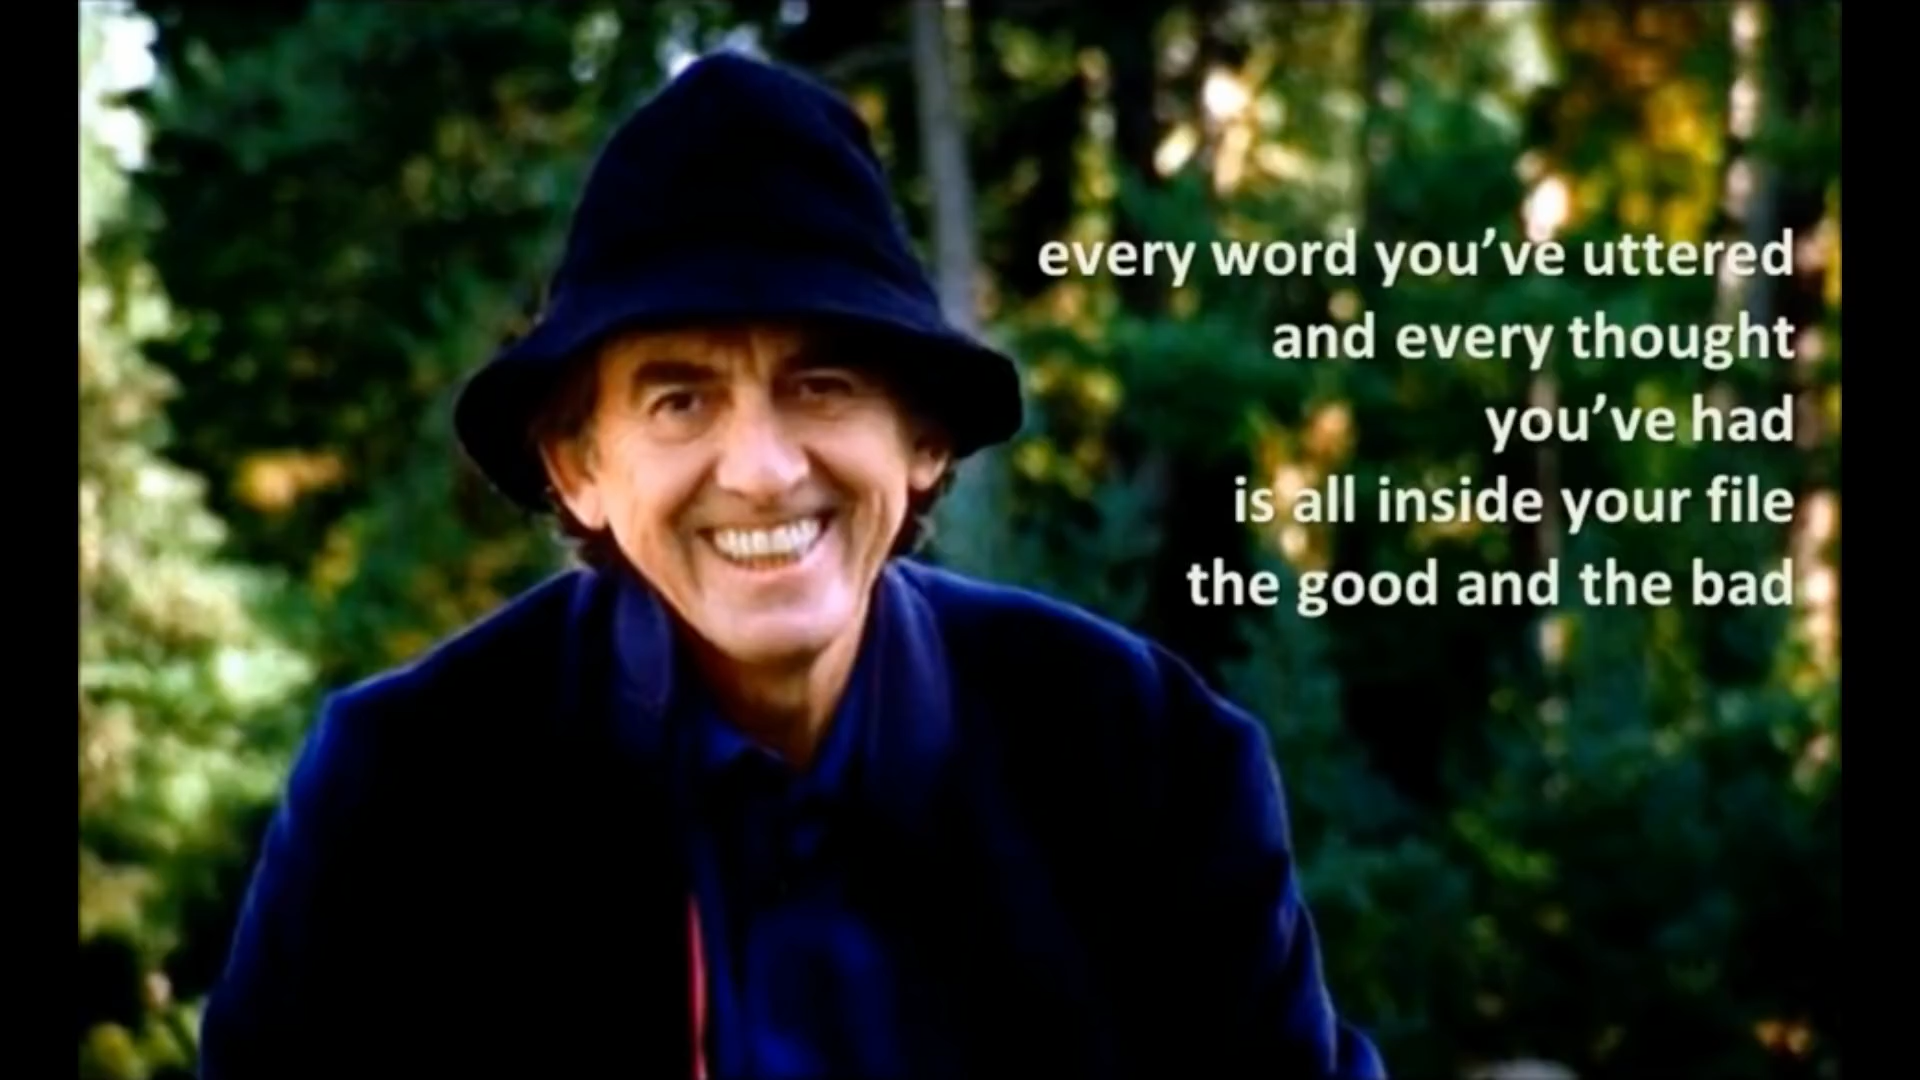 every word you’ve uttered
and every thought
you’ve had
is all inside your file
the good and the bad